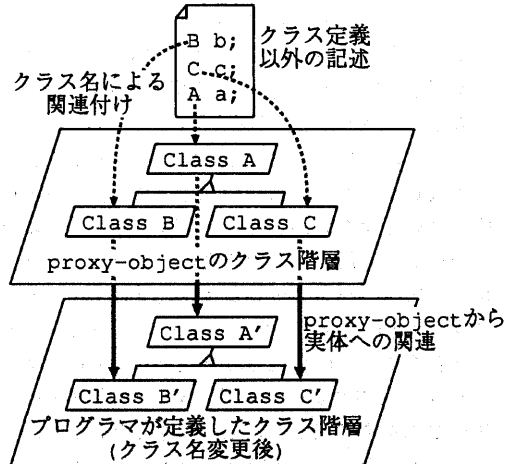 B b;
C c;
A a;
クラス定義
以外の記述
クラス名による
関連付け
Class A
Class B
Class C
proxy-objectのクラス階層
Class A′
proxy-objectから
実体への関連
Class B′
Class C′
プログラマが定義したクラス階層
(クラス名変更後)